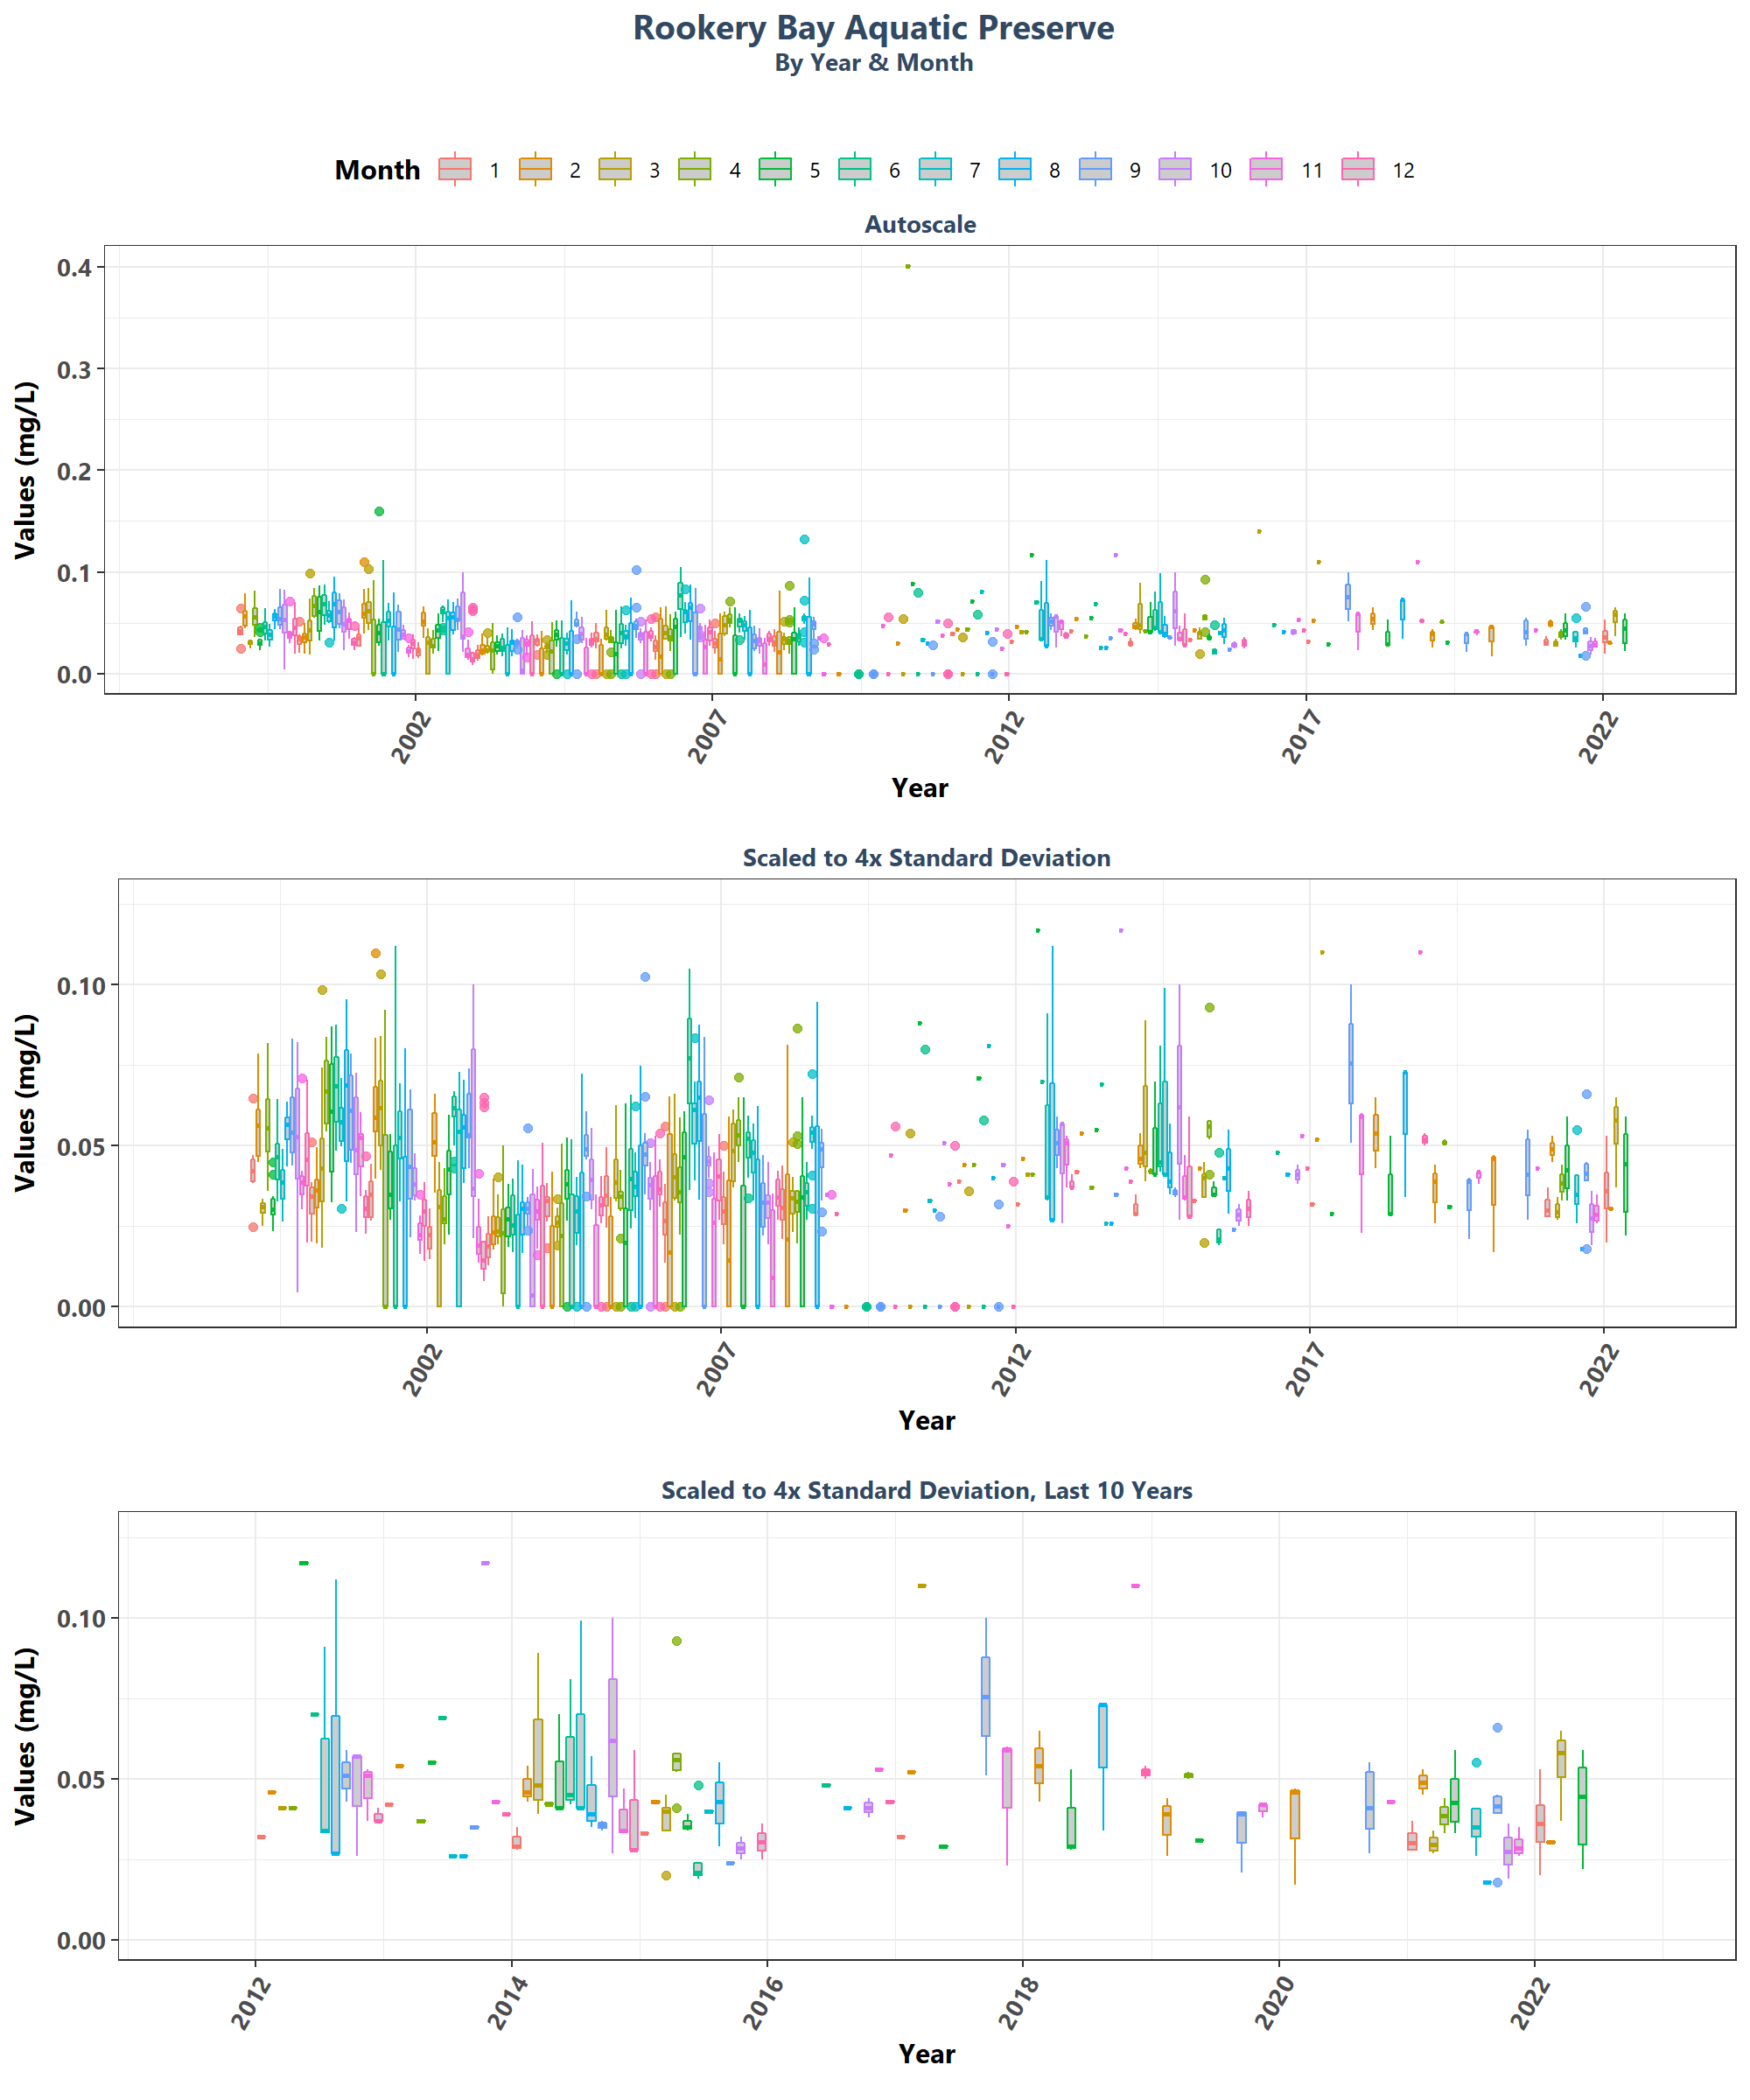 Rookery Bay Aquatic Preserve
By Year & Month
Month 1 2 3 4 5 6 7 8 9 10 11 12
Autoscale
Values (mg/L)
0.4
0.3
0.2
0.1
0.0
2002 2007 2012 2017 2022
Year
Scaled to 4x Standard Deviation
Values (mg/L)
0.10
0.05
0.00
2002 2007 2012 2017 2022
Year
Scaled to 4x Standard Deviation, Last 10 Years
Values (mg/L)
0.10
0.05
0.00
2012 2014 2016 2018 2020 2022
Year